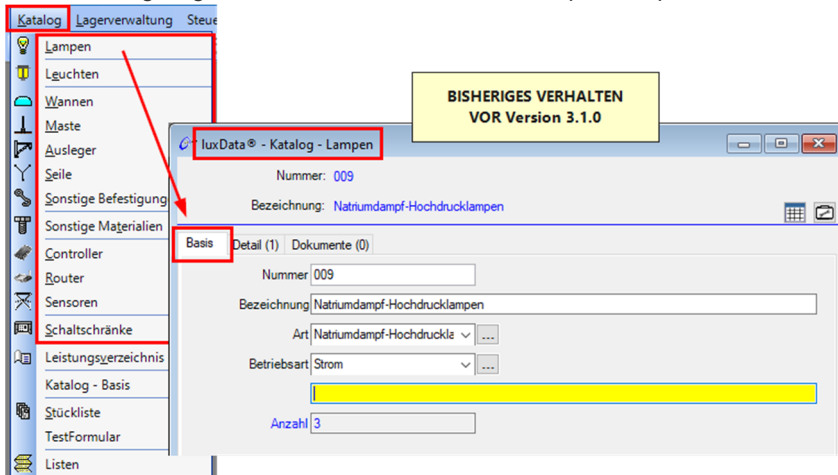 Katalog Lagerverwaltung
Lampen
Leuchten
Wannen
Maste
Ausleger
Seile
Sonstige Befestigung
Sonstige Materialien
Controller
Router
Sensoren
Schaltschränke
Leistungsverzeichnis
Katalog - Basis
Stückliste
TestFormular
Listen
BISHERIGES VERHALTEN
VOR Version 3.1.0
luxData® - Katalog - Lampen
Nummer: 009
Bezeichnung: Natriumdampf-Hochdrucklampen
Basis Detail (1) Dokumente (0)
Nummer 009
Bezeichnung Natriumdampf-Hochdrucklampen
Art Natriumdampf-Hochdruckla ...
Betriebsart Strom ...
Anzahl 3